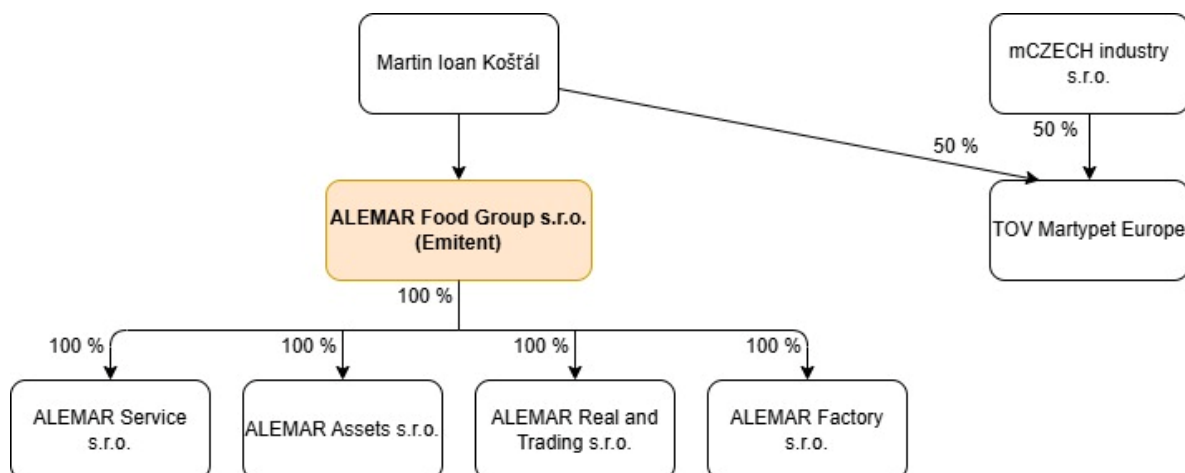 Martin Ioan Košťál
mCZECH industry
s.r.o.
50 %
50 %
ALEMAR Food Group s.r.o.
(Emitent)
TOV Martypet Europe
100 %
100 %
100 %
100 %
100 %
ALEMAR Service
s.r.o.
ALEMAR Assets s.r.o.
ALEMAR Real and
Trading s.r.o.
ALEMAR Factory
s.r.o.